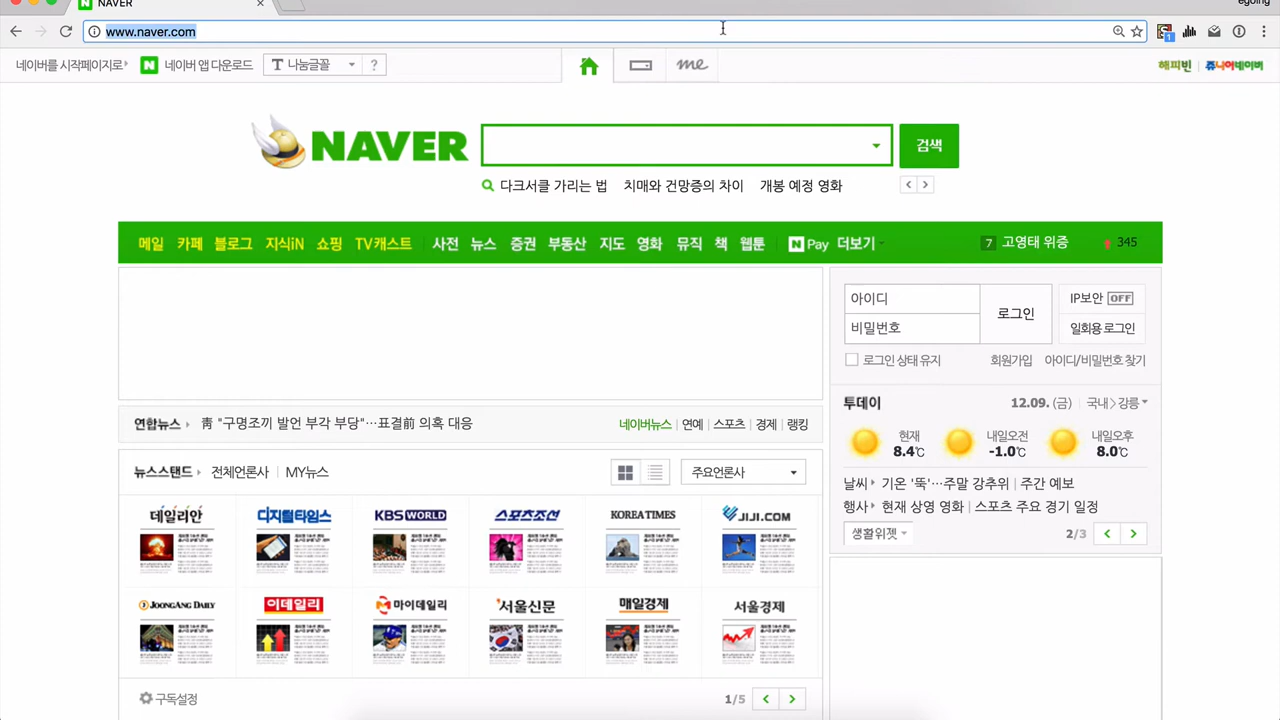 NAVER
egoing
www.naver.com
네이버를 시작페이지로
네이버 앱 다운로드
나눔글꼴
?
me
해피빈
쥬니어네이버
NAVER
검색
다크서클 가리는 법 치매와 건망증의 차이 개봉 예정 영화
메일 카페 블로그 지식iN 쇼핑 TV캐스트 사전 뉴스 증권 부동산 지도 영화 뮤직 책 웹툰 N Pay 더보기 7 고영태 위증 345
아이디
비밀번호
로그인
IP보안 OFF
일회용 로그인
로그인 상태 유지 회원가입 아이디/비밀번호 찾기
연합뉴스 靑 "구명조끼 발언 부각 부당"…표결前 의혹 대응
네이버뉴스 연예 스포츠 경제 랭킹
투데이 12.09. (금) 국내>강릉
현재 8.4℃
내일오전 -1.0℃
내일오후 8.0℃
날씨 기온 '뚝'…주말 강추위 주간 예보
행사 현재 상영 영화 스포츠 주요 경기 일정
생활위젯 2/3
뉴스스탠드 전체언론사 MY뉴스 주요언론사
데일리안 디지털타임스 KBS WORLD 스포츠조선 KOREA TIMES JIJI.COM
JOONGANG DAILY 이데일리 마이데일리 서울신문 매일경제 서울경제
구독설정 1/5